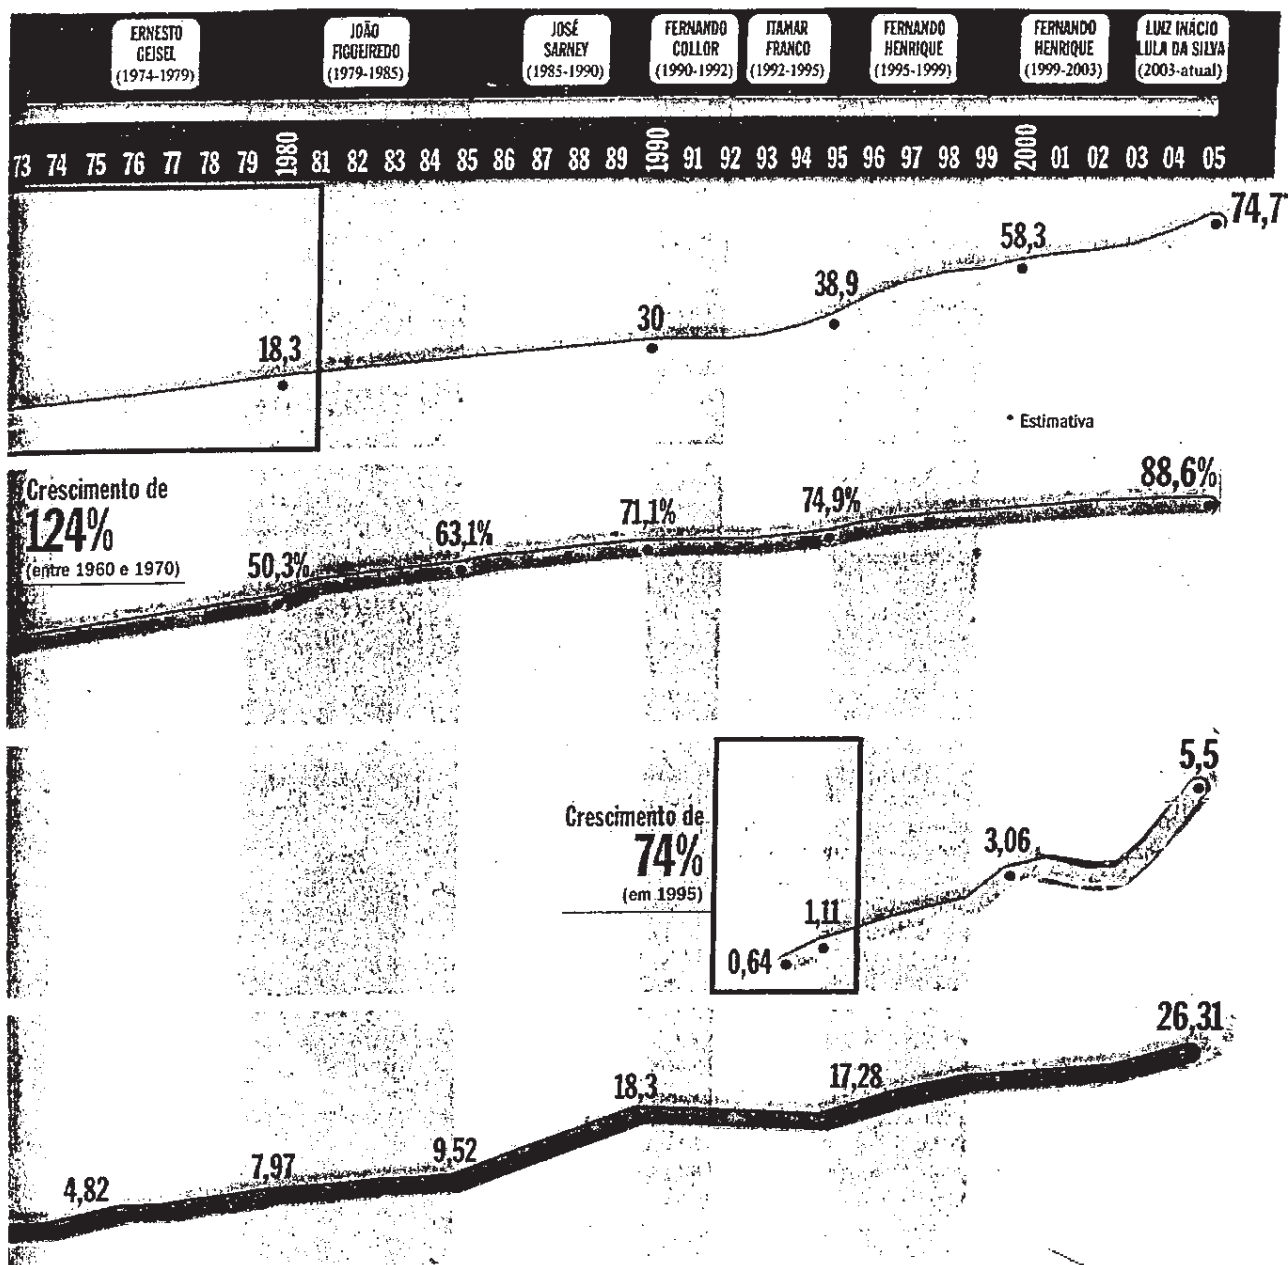 ERNESTO
GEISEL
(1974-1979)
JOÃO
FIGUEIREDO
(1979-1985)
JOSÉ
SARNEY
(1985-1990)
FERNANDO
COLLOR
(1990-1992)
ITAMAR
FRANCO
(1992-1995)
FERNANDO
HENRIQUE
(1995-1999)
FERNANDO
HENRIQUE
(1999-2003)
LUIZ INÁCIO
LULA DA SILVA
(2003-atual)
73 74 75 76 77 78 79 1980 81 82 83 84 85 86 87 88 89 1990 91 92 93 94 95 96 97 98 99 2000 01 02 03 04 05
18,3
30
38,9
58,3
74,7*
* Estimativa
Crescimento de
124%
(entre 1960 e 1970)
50,3%
63,1%
71,1%
74,9%
88,6%
Crescimento de
74%
(em 1995)
0,64
1,11
3,06
5,5
4,82
7,97
9,52
18,3
17,28
26,31